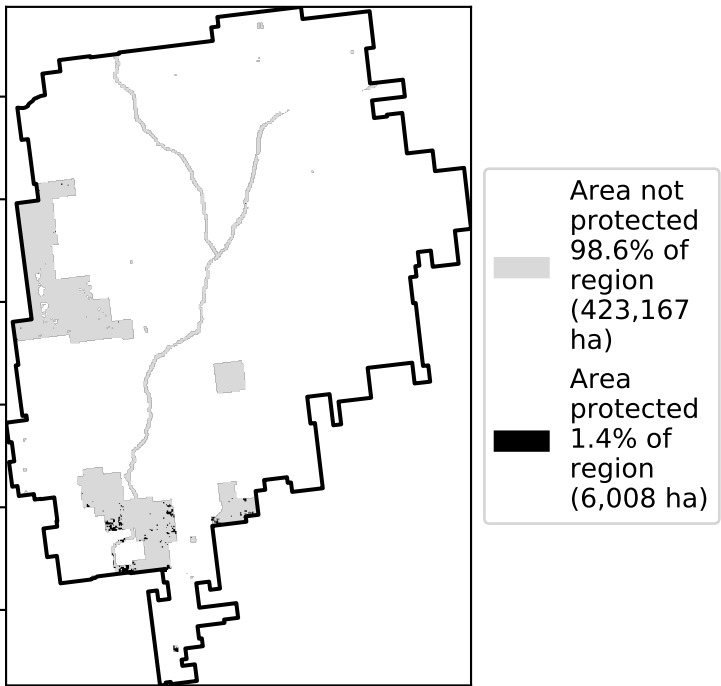 Area not
protected
98.6% of
region
(423,167
ha)
Area
protected
1.4% of
region
(6,008 ha)